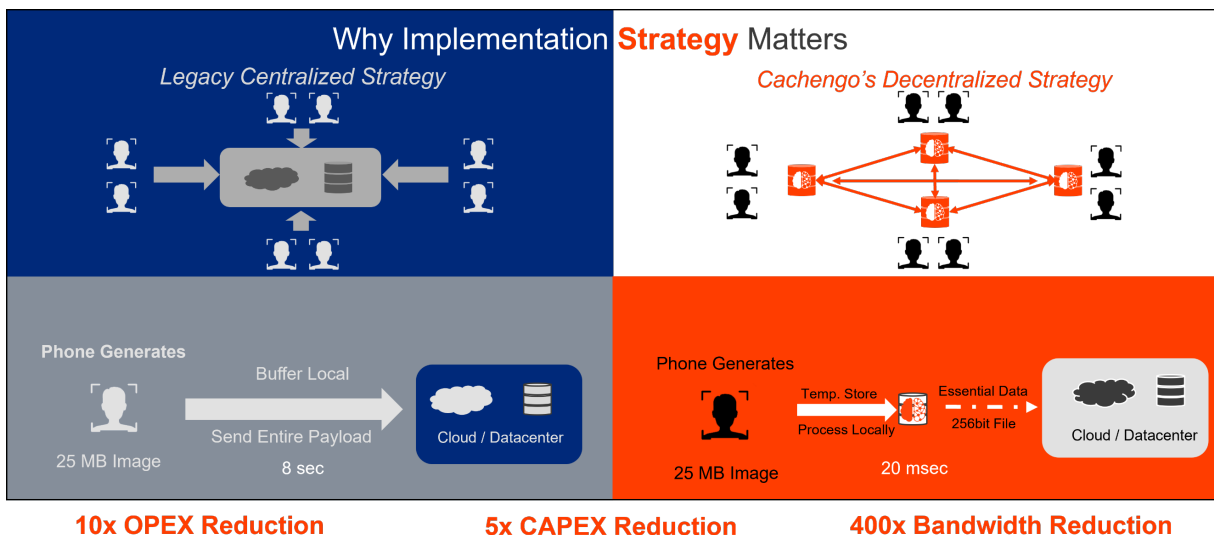 Why Implementation Strategy Matters
Legacy Centralized Strategy
Cachengo's Decentralized Strategy
Phone Generates
25 MB Image
Buffer Local
Send Entire Payload
8 sec
Cloud / Datacenter
Phone Generates
25 MB Image
Temp. Store
Process Locally
20 msec
Essential Data
256bit File
Cloud / Datacenter
10x OPEX Reduction
5x CAPEX Reduction
400x Bandwidth Reduction